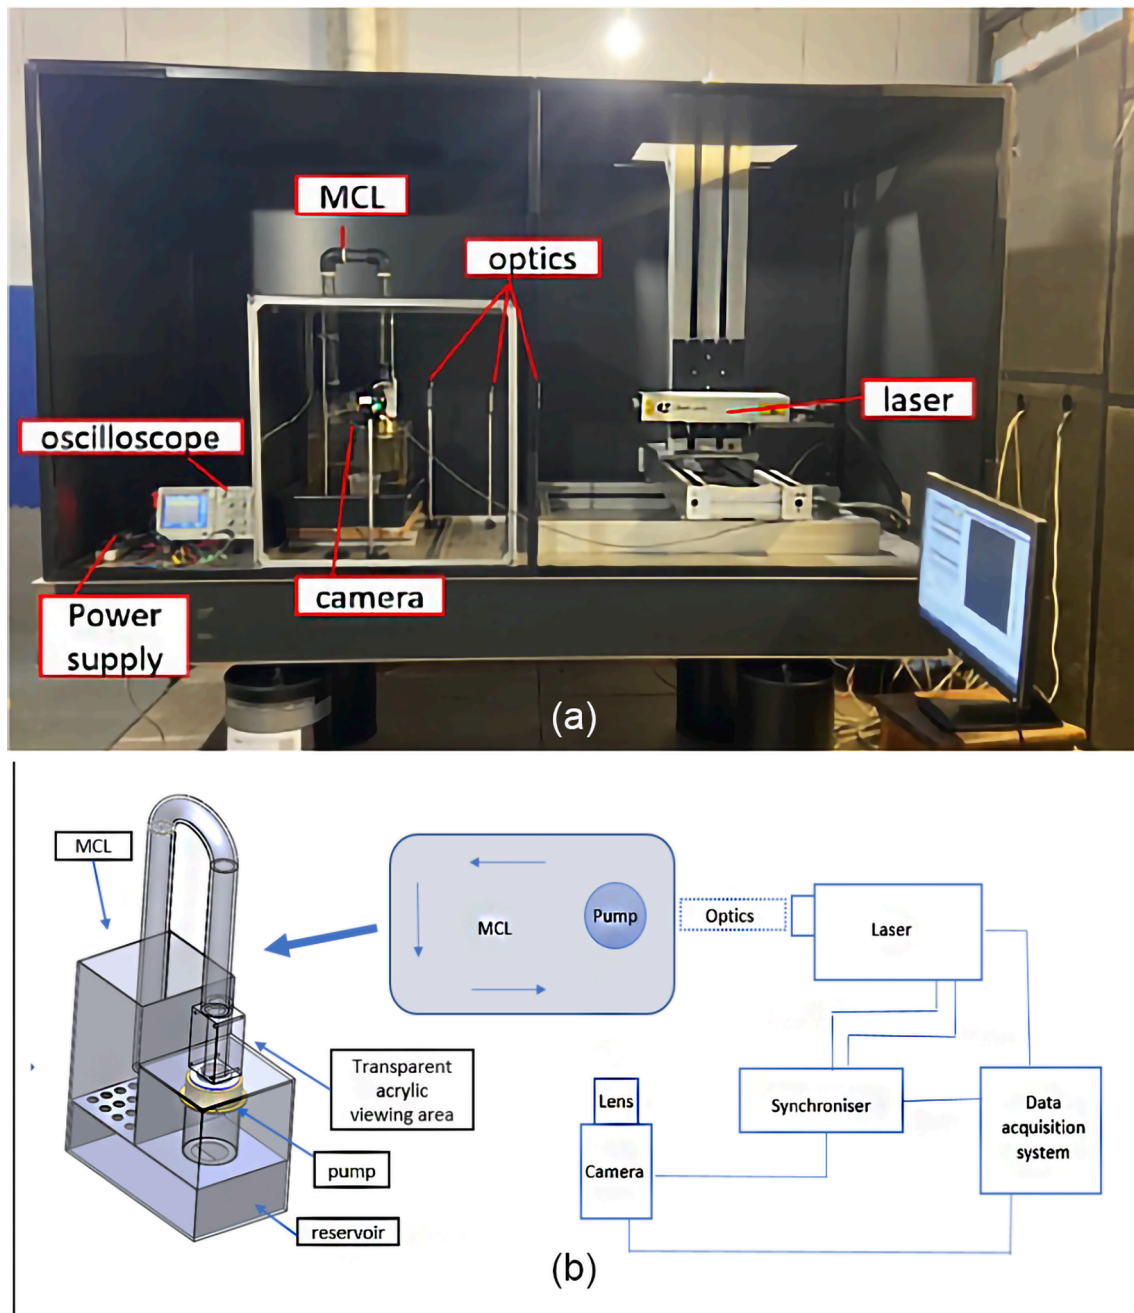 MCL
optics
laser
oscilloscope
camera
Power
supply
(a)
MCL
Pump
MCL
Optics
Laser
Transparent
acrylic
viewing area
pump
reservoir
Lens
Camera
Synchroniser
Data
acquisition
system
(b)